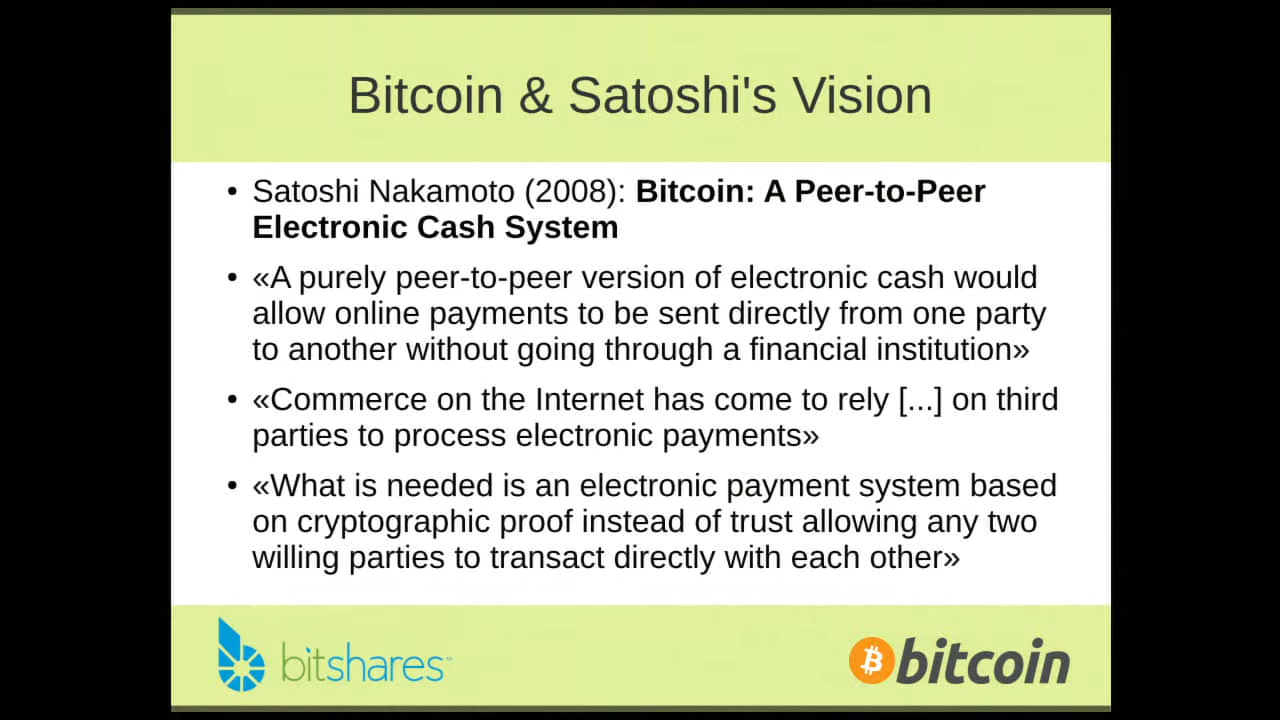 Bitcoin & Satoshi's Vision
• Satoshi Nakamoto (2008): Bitcoin: A Peer-to-Peer
Electronic Cash System
• «A purely peer-to-peer version of electronic cash would
allow online payments to be sent directly from one party
to another without going through a financial institution»
• «Commerce on the Internet has come to rely [...] on third
parties to process electronic payments»
• «What is needed is an electronic payment system based
on cryptographic proof instead of trust allowing any two
willing parties to transact directly with each other»
bitshares™
bitcoin